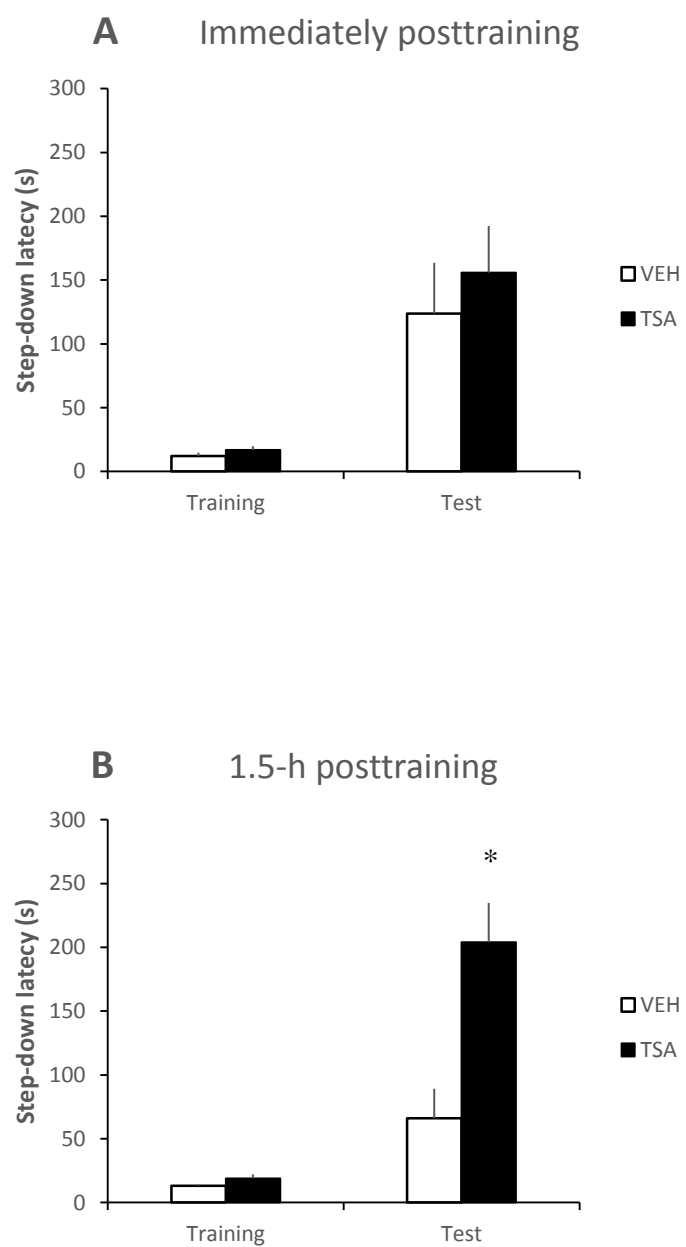 A Immediately posttraining
300
250
200
150
100
50
0
Step-down latecy (s)
Training Test
VEH
TSA
B 1.5-h posttraining
300
250
200
150
100
50
0
Step-down latecy (s)
*
Training Test
VEH
TSA